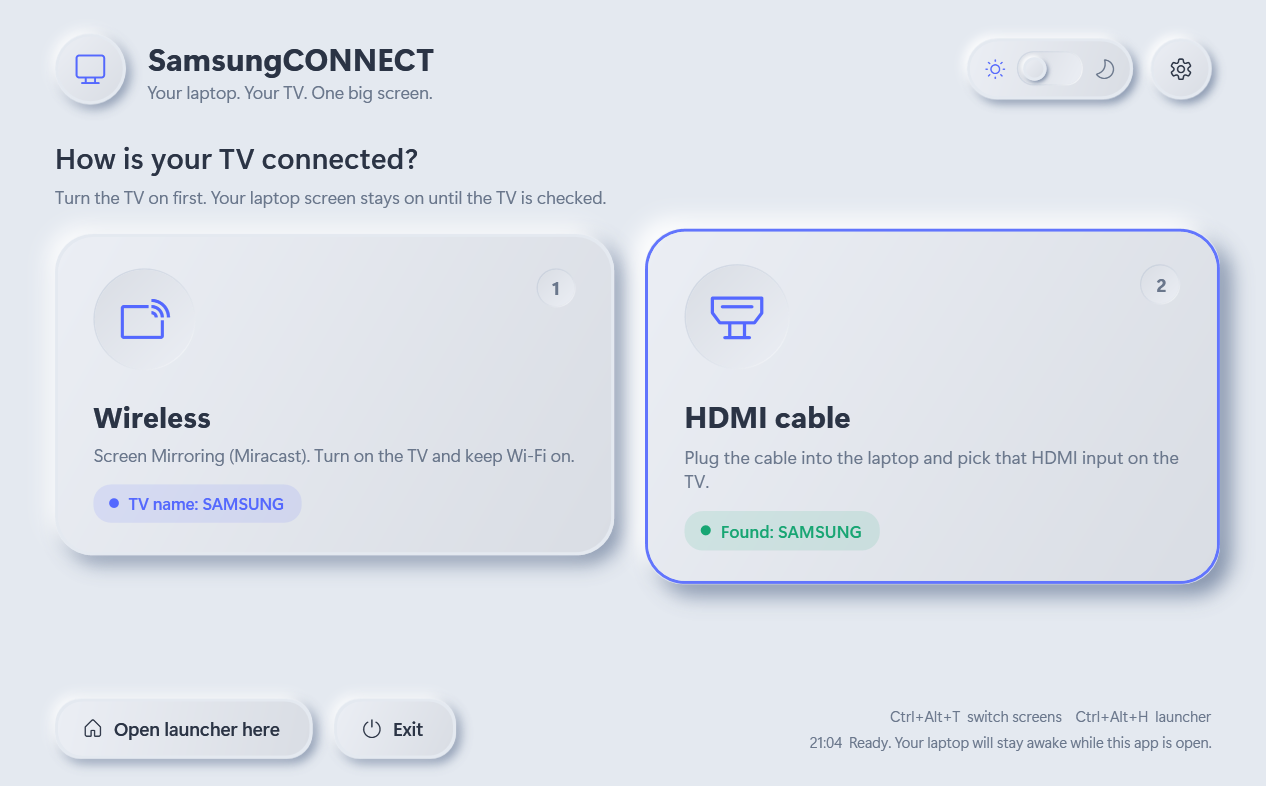 SamsungCONNECT
Your laptop. Your TV. One big screen.
How is your TV connected?
Turn the TV on first. Your laptop screen stays on until the TV is checked.
1
Wireless
Screen Mirroring (Miracast). Turn on the TV and keep Wi-Fi on.
TV name: SAMSUNG
2
HDMI cable
Plug the cable into the laptop and pick that HDMI input on the
TV.
Found: SAMSUNG
Open launcher here
Exit
Ctrl+Alt+T switch screens Ctrl+Alt+H launcher
21:04 Ready. Your laptop will stay awake while this app is open.